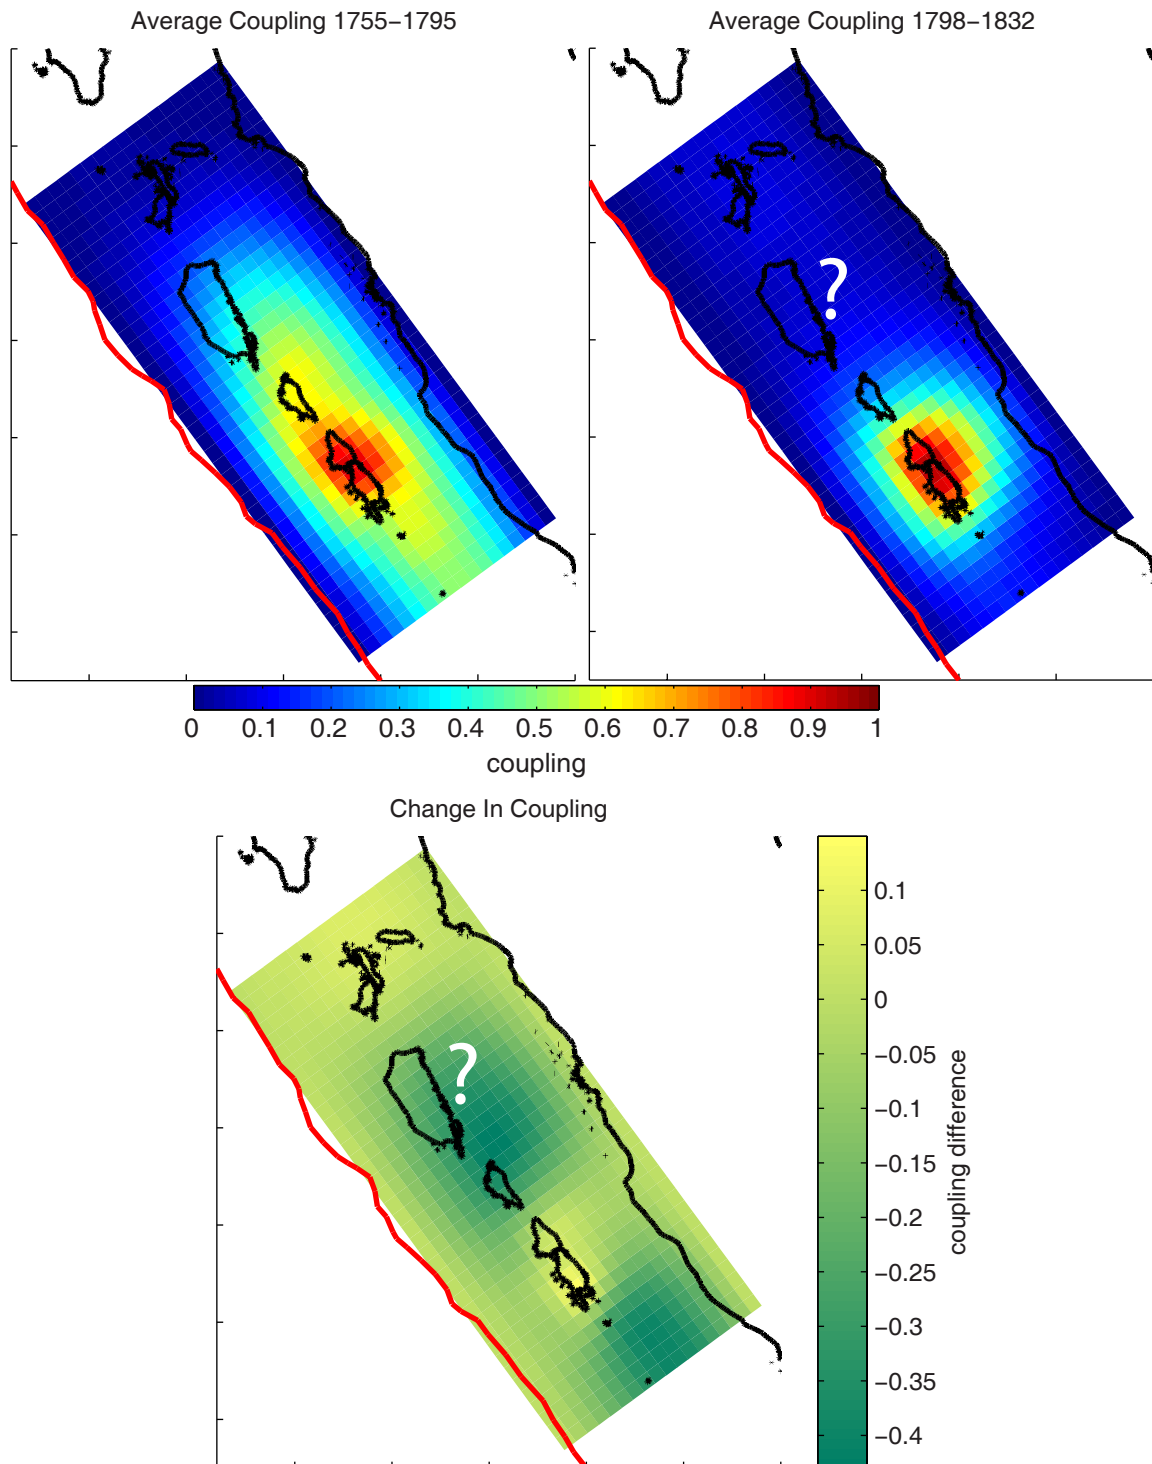 Average Coupling 1755−1795
Average Coupling 1798−1832
?
0 0.1 0.2 0.3 0.4 0.5 0.6 0.7 0.8 0.9 1
coupling
Change In Coupling
?
0.1
0.05
0
−0.05
−0.1
−0.15
−0.2
−0.25
−0.3
−0.35
−0.4
coupling difference